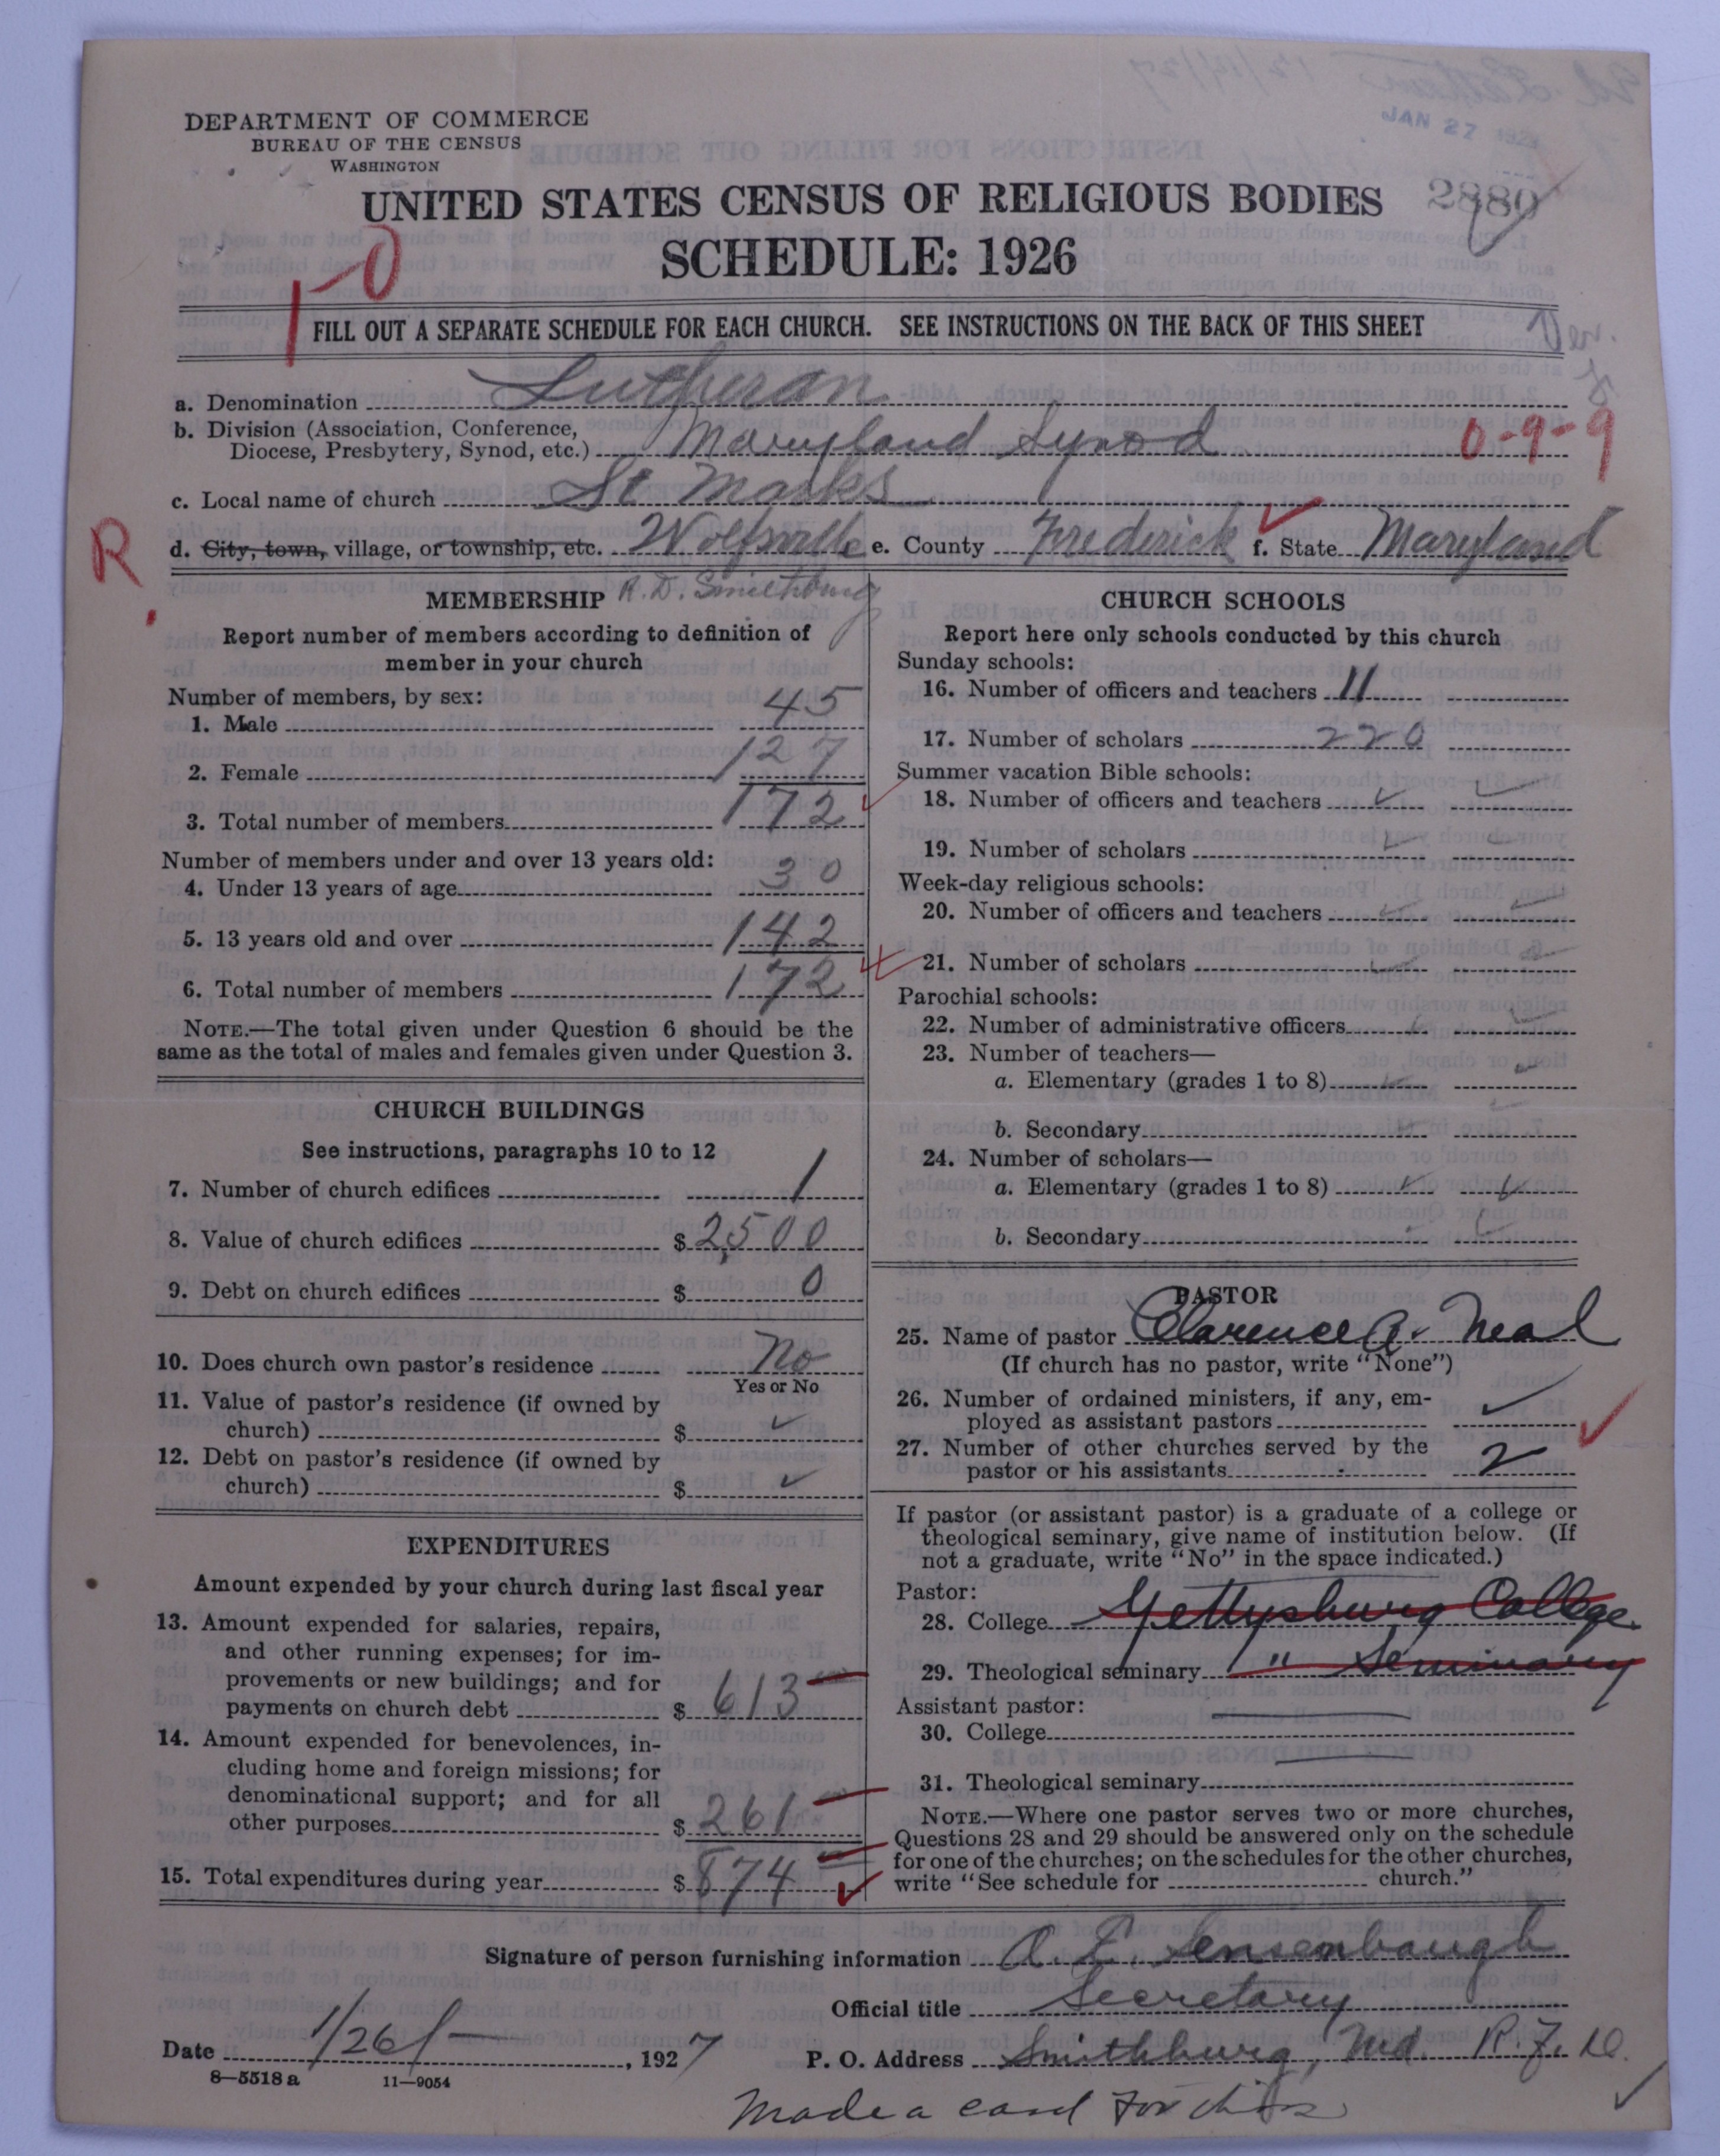 DEPARTMENT OF COMMERCE
BUREAU OF THE CENSUS
WASHINGTON
JAN 27
UNITED STATES CENSUS OF RELIGIOUS BODIES
2880
SCHEDULE: 1926
1-0
FILL OUT A SEPARATE SCHEDULE FOR EACH CHURCH. SEE INSTRUCTIONS ON THE BACK OF THIS SHEET
a. Denomination Lutheran
b. Division (Association, Conference,
Diocese, Presbytery, Synod, etc.) Maryland Synod
0-9-9
c. Local name of church St Marks
R
d. City, town, village, or township, etc. Wolfsville e. County Frederick f. State Maryland
R. D. Smithburg
MEMBERSHIP
Report number of members according to definition of
member in your church
Number of members, by sex:
1. Male 45
2. Female 127
3. Total number of members 172
Number of members under and over 13 years old:
4. Under 13 years of age 30
5. 13 years old and over 142
6. Total number of members 172
NOTE.—The total given under Question 6 should be the
same as the total of males and females given under Question 3.
CHURCH BUILDINGS
See instructions, paragraphs 10 to 12
7. Number of church edifices 1
8. Value of church edifices $ 2,500
9. Debt on church edifices $ 0
10. Does church own pastor's residence No
Yes or No
11. Value of pastor's residence (if owned by
church) $ ✓
12. Debt on pastor's residence (if owned by
church) $ ✓
EXPENDITURES
Amount expended by your church during last fiscal year
13. Amount expended for salaries, repairs,
and other running expenses; for im-
provements or new buildings; and for
payments on church debt $ 613
14. Amount expended for benevolences, in-
cluding home and foreign missions; for
denominational support; and for all
other purposes $ 261
15. Total expenditures during year $ 874
CHURCH SCHOOLS
Report here only schools conducted by this church
Sunday schools:
16. Number of officers and teachers 11
17. Number of scholars 220
Summer vacation Bible schools:
18. Number of officers and teachers ✓ ✓
19. Number of scholars ✓ ✓
Week-day religious schools:
20. Number of officers and teachers ✓ ✓
21. Number of scholars ✓ ✓
Parochial schools:
22. Number of administrative officers ✓ ✓
23. Number of teachers—
a. Elementary (grades 1 to 8) ✓ ✓
b. Secondary ✓
24. Number of scholars—
a. Elementary (grades 1 to 8) ✓ ✓
b. Secondary ✓
PASTOR
25. Name of pastor Clarence A. Neal
(If church has no pastor, write "None")
26. Number of ordained ministers, if any, em-
ployed as assistant pastors ✓
27. Number of other churches served by the
pastor or his assistants 2
If pastor (or assistant pastor) is a graduate of a college or
theological seminary, give name of institution below. (If
not a graduate, write "No" in the space indicated.)
Pastor:
28. College Gettysburg College
29. Theological seminary " Seminary
Assistant pastor:
30. College
31. Theological seminary
NOTE.—Where one pastor serves two or more churches,
Questions 28 and 29 should be answered only on the schedule
for one of the churches; on the schedules for the other churches,
write "See schedule for church."
Signature of person furnishing information A. L. Sensenbaugh
Official title Secretary
Date 1/26/ , 1927
P. O. Address Smithburg, Md. R.F.D.
8—5518a 11—9054
Made a card for this